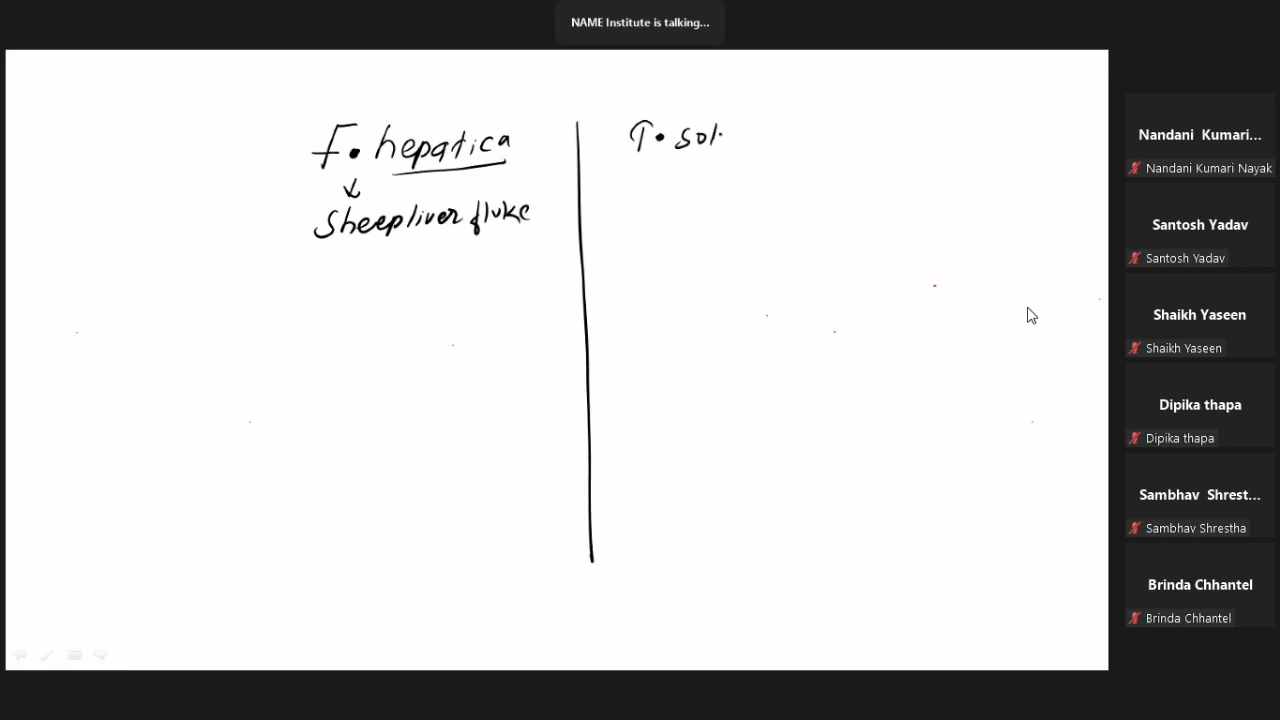 NAME Institute is talking...
F. hepatica
Sheepliver fluke
T. sol.
Nandani Kumari...
Nandani Kumari Nayak
Santosh Yadav
Santosh Yadav
Shaikh Yaseen
Shaikh Yaseen
Dipika thapa
Dipika thapa
Sambhav Shrest...
Sambhav Shrestha
Brinda Chhantel
Brinda Chhantel